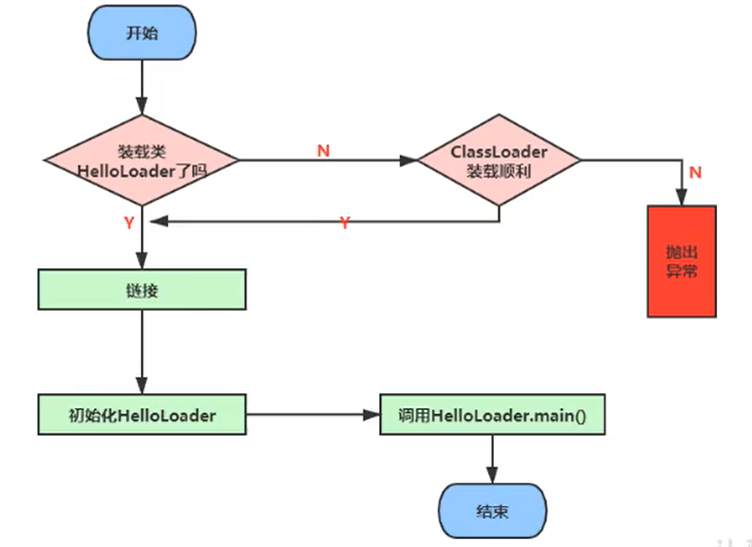 开始
装载类
HelloLoader了吗
N
ClassLoader
装载顺利
N
Y
Y
抛出
异常
链接
初始化HelloLoader
调用HelloLoader.main()
结束